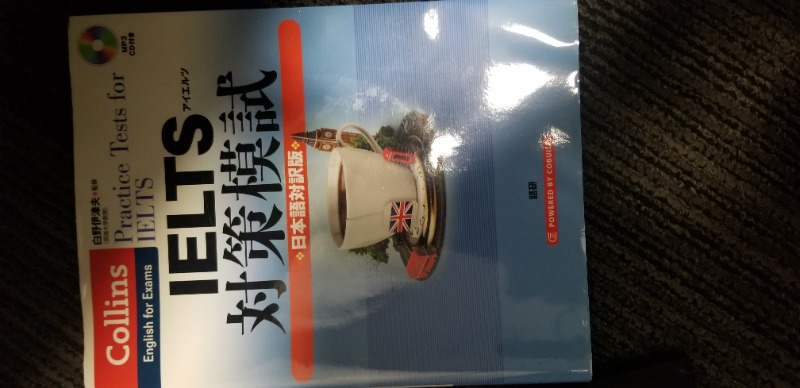 Collins
English for Exams
白野伊津夫
監修
Practice Tests for
IELTS
MP3
CD付き
IELTS
アイエルツ
対策模試
日本語対訳版
語研
POWERED BY COBUILD